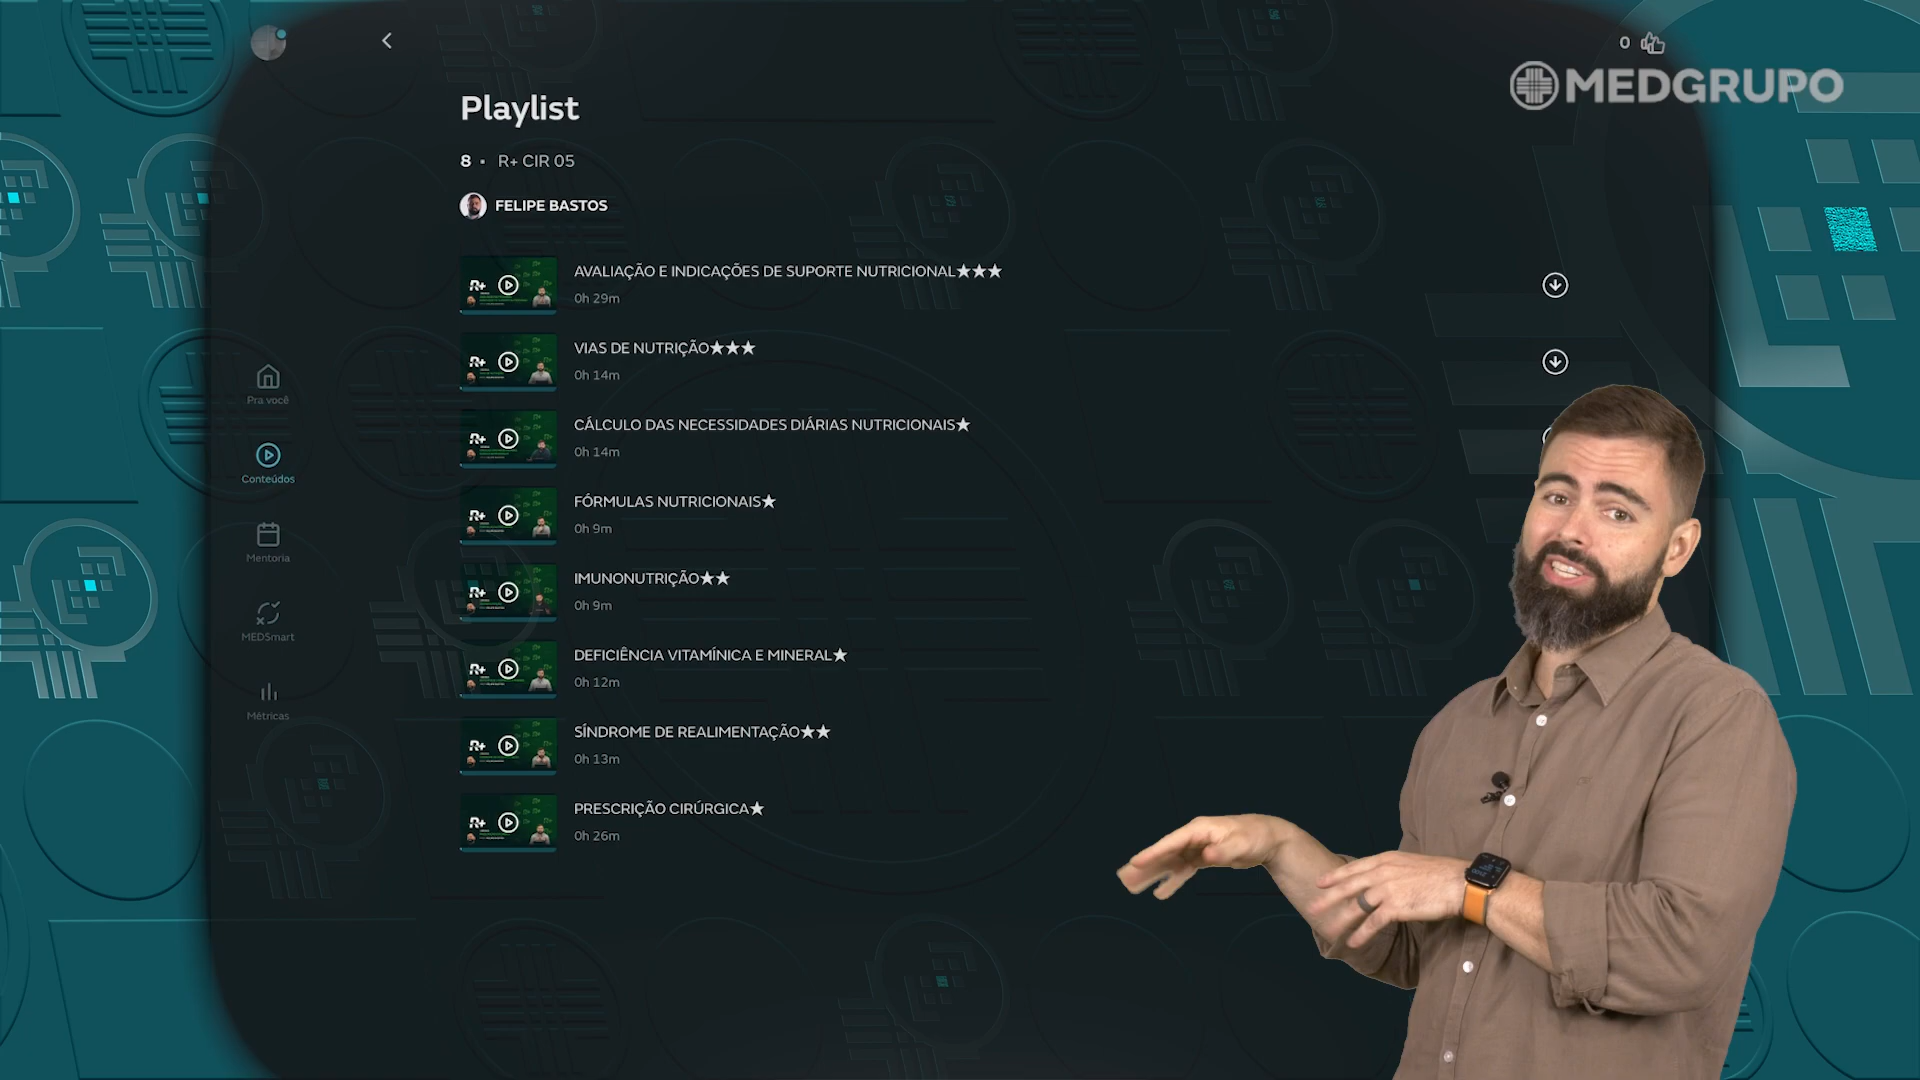 0
MEDGRUPO
Playlist
8 • R+ CIR 05
FELIPE BASTOS
AVALIAÇÃO E INDICAÇÕES DE SUPORTE NUTRICIONAL★★★
0h 29m
VIAS DE NUTRIÇÃO★★★
0h 14m
CÁLCULO DAS NECESSIDADES DIÁRIAS NUTRICIONAIS★
0h 14m
FÓRMULAS NUTRICIONAIS★
0h 9m
IMUNONUTRIÇÃO★★
0h 9m
DEFICIÊNCIA VITAMÍNICA E MINERAL★
0h 12m
SÍNDROME DE REALIMENTAÇÃO★★
0h 13m
PRESCRIÇÃO CIRÚRGICA★
0h 26m
Pra você
Conteúdos
Mentoria
MEDSmart
Métricas
R+
R+
R+
R+
R+
R+
R+
R+